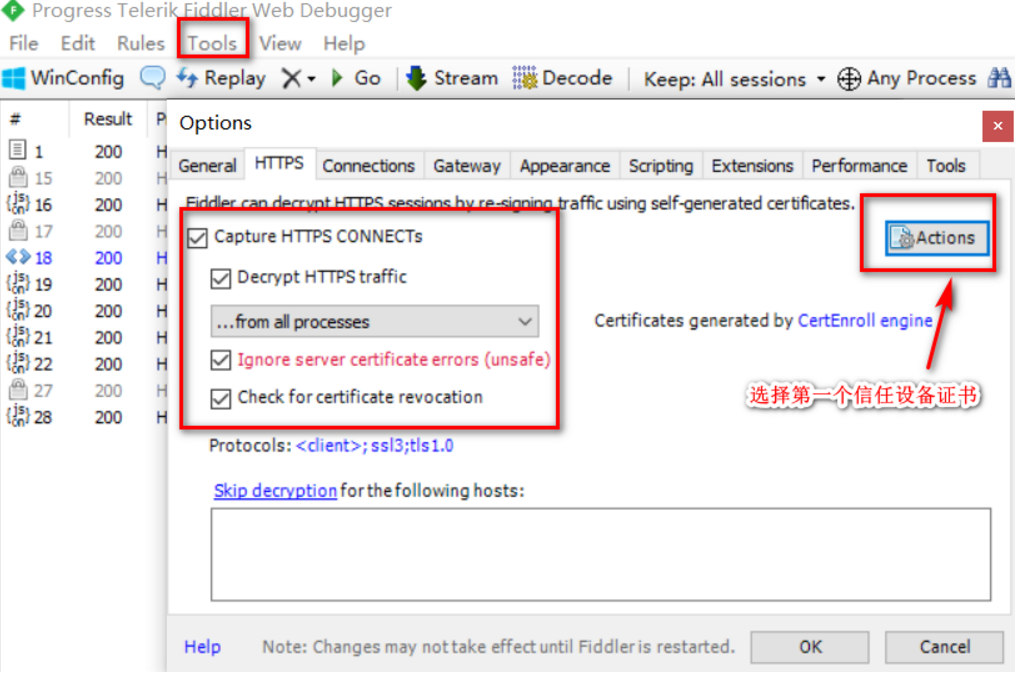 Progress Telerik Fiddler Web Debugger
File Edit Rules Tools View Help
WinConfig Replay Go Stream Decode Keep: All sessions Any Process
# Result P
1 200 H
15 200 H
16 200 H
17 200 H
18 200 H
19 200 H
20 200 H
21 200 H
22 200 H
27 200 H
28 200 H
Options
General HTTPS Connections Gateway Appearance Scripting Extensions Performance Tools
Fiddler can decrypt HTTPS sessions by re-signing traffic using self-generated certificates.
Capture HTTPS CONNECTs
Actions
Decrypt HTTPS traffic
...from all processes
Certificates generated by CertEnroll engine
Ignore server certificate errors (unsafe)
选择第一个信任设备证书
Check for certificate revocation
Protocols: <client>; ssl3;tls1.0
Skip decryption for the following hosts:
Help Note: Changes may not take effect until Fiddler is restarted. OK Cancel